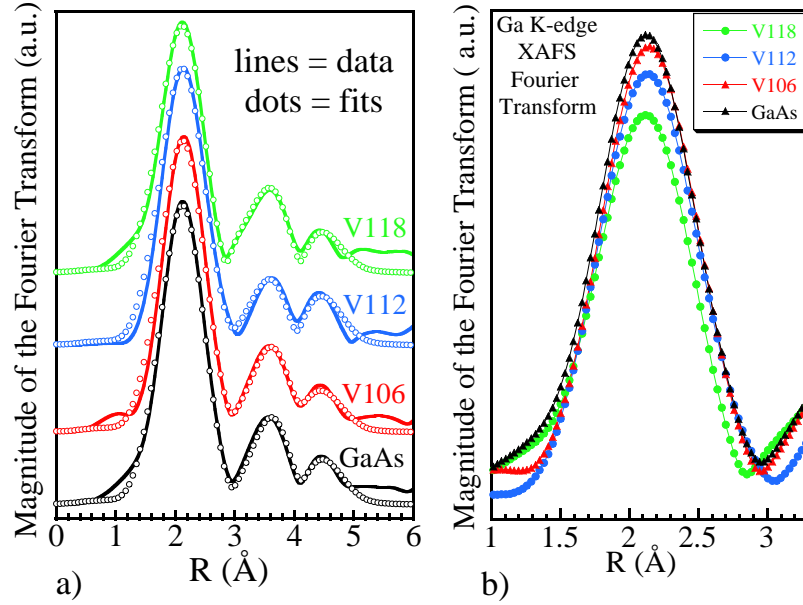 Magnitude of the Fourier Transform (a.u.)
lines = data
dots = fits
V118
V112
V106
GaAs
0 1 2 3 4 5 6
R (Å)
a)
Magnitude of the Fourier Transform ( a.u.)
Ga K-edge
XAFS
Fourier
Transform
V118
V112
V106
GaAs
1 1.5 2 2.5 3
R (Å)
b)